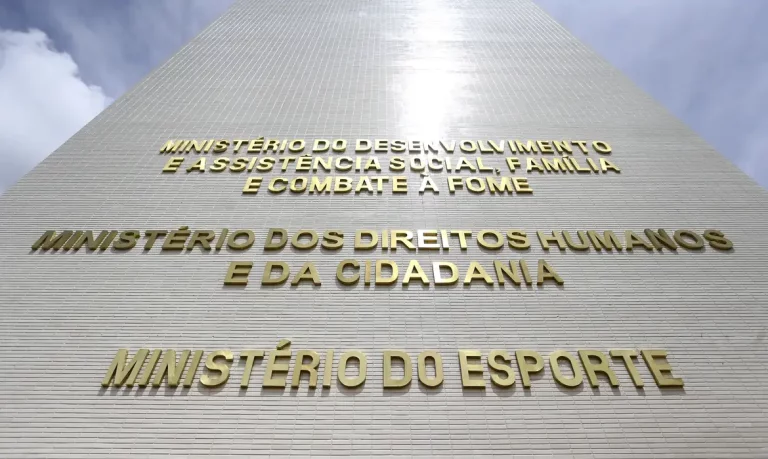 MINISTÉRIO DO DESENVOLVIMENTO
E ASSISTÊNCIA SOCIAL, FAMÍLIA
E COMBATE À FOME
MINISTÉRIO DOS DIREITOS HUMANOS
E DA CIDADANIA
MINISTÉRIO DO ESPORTE